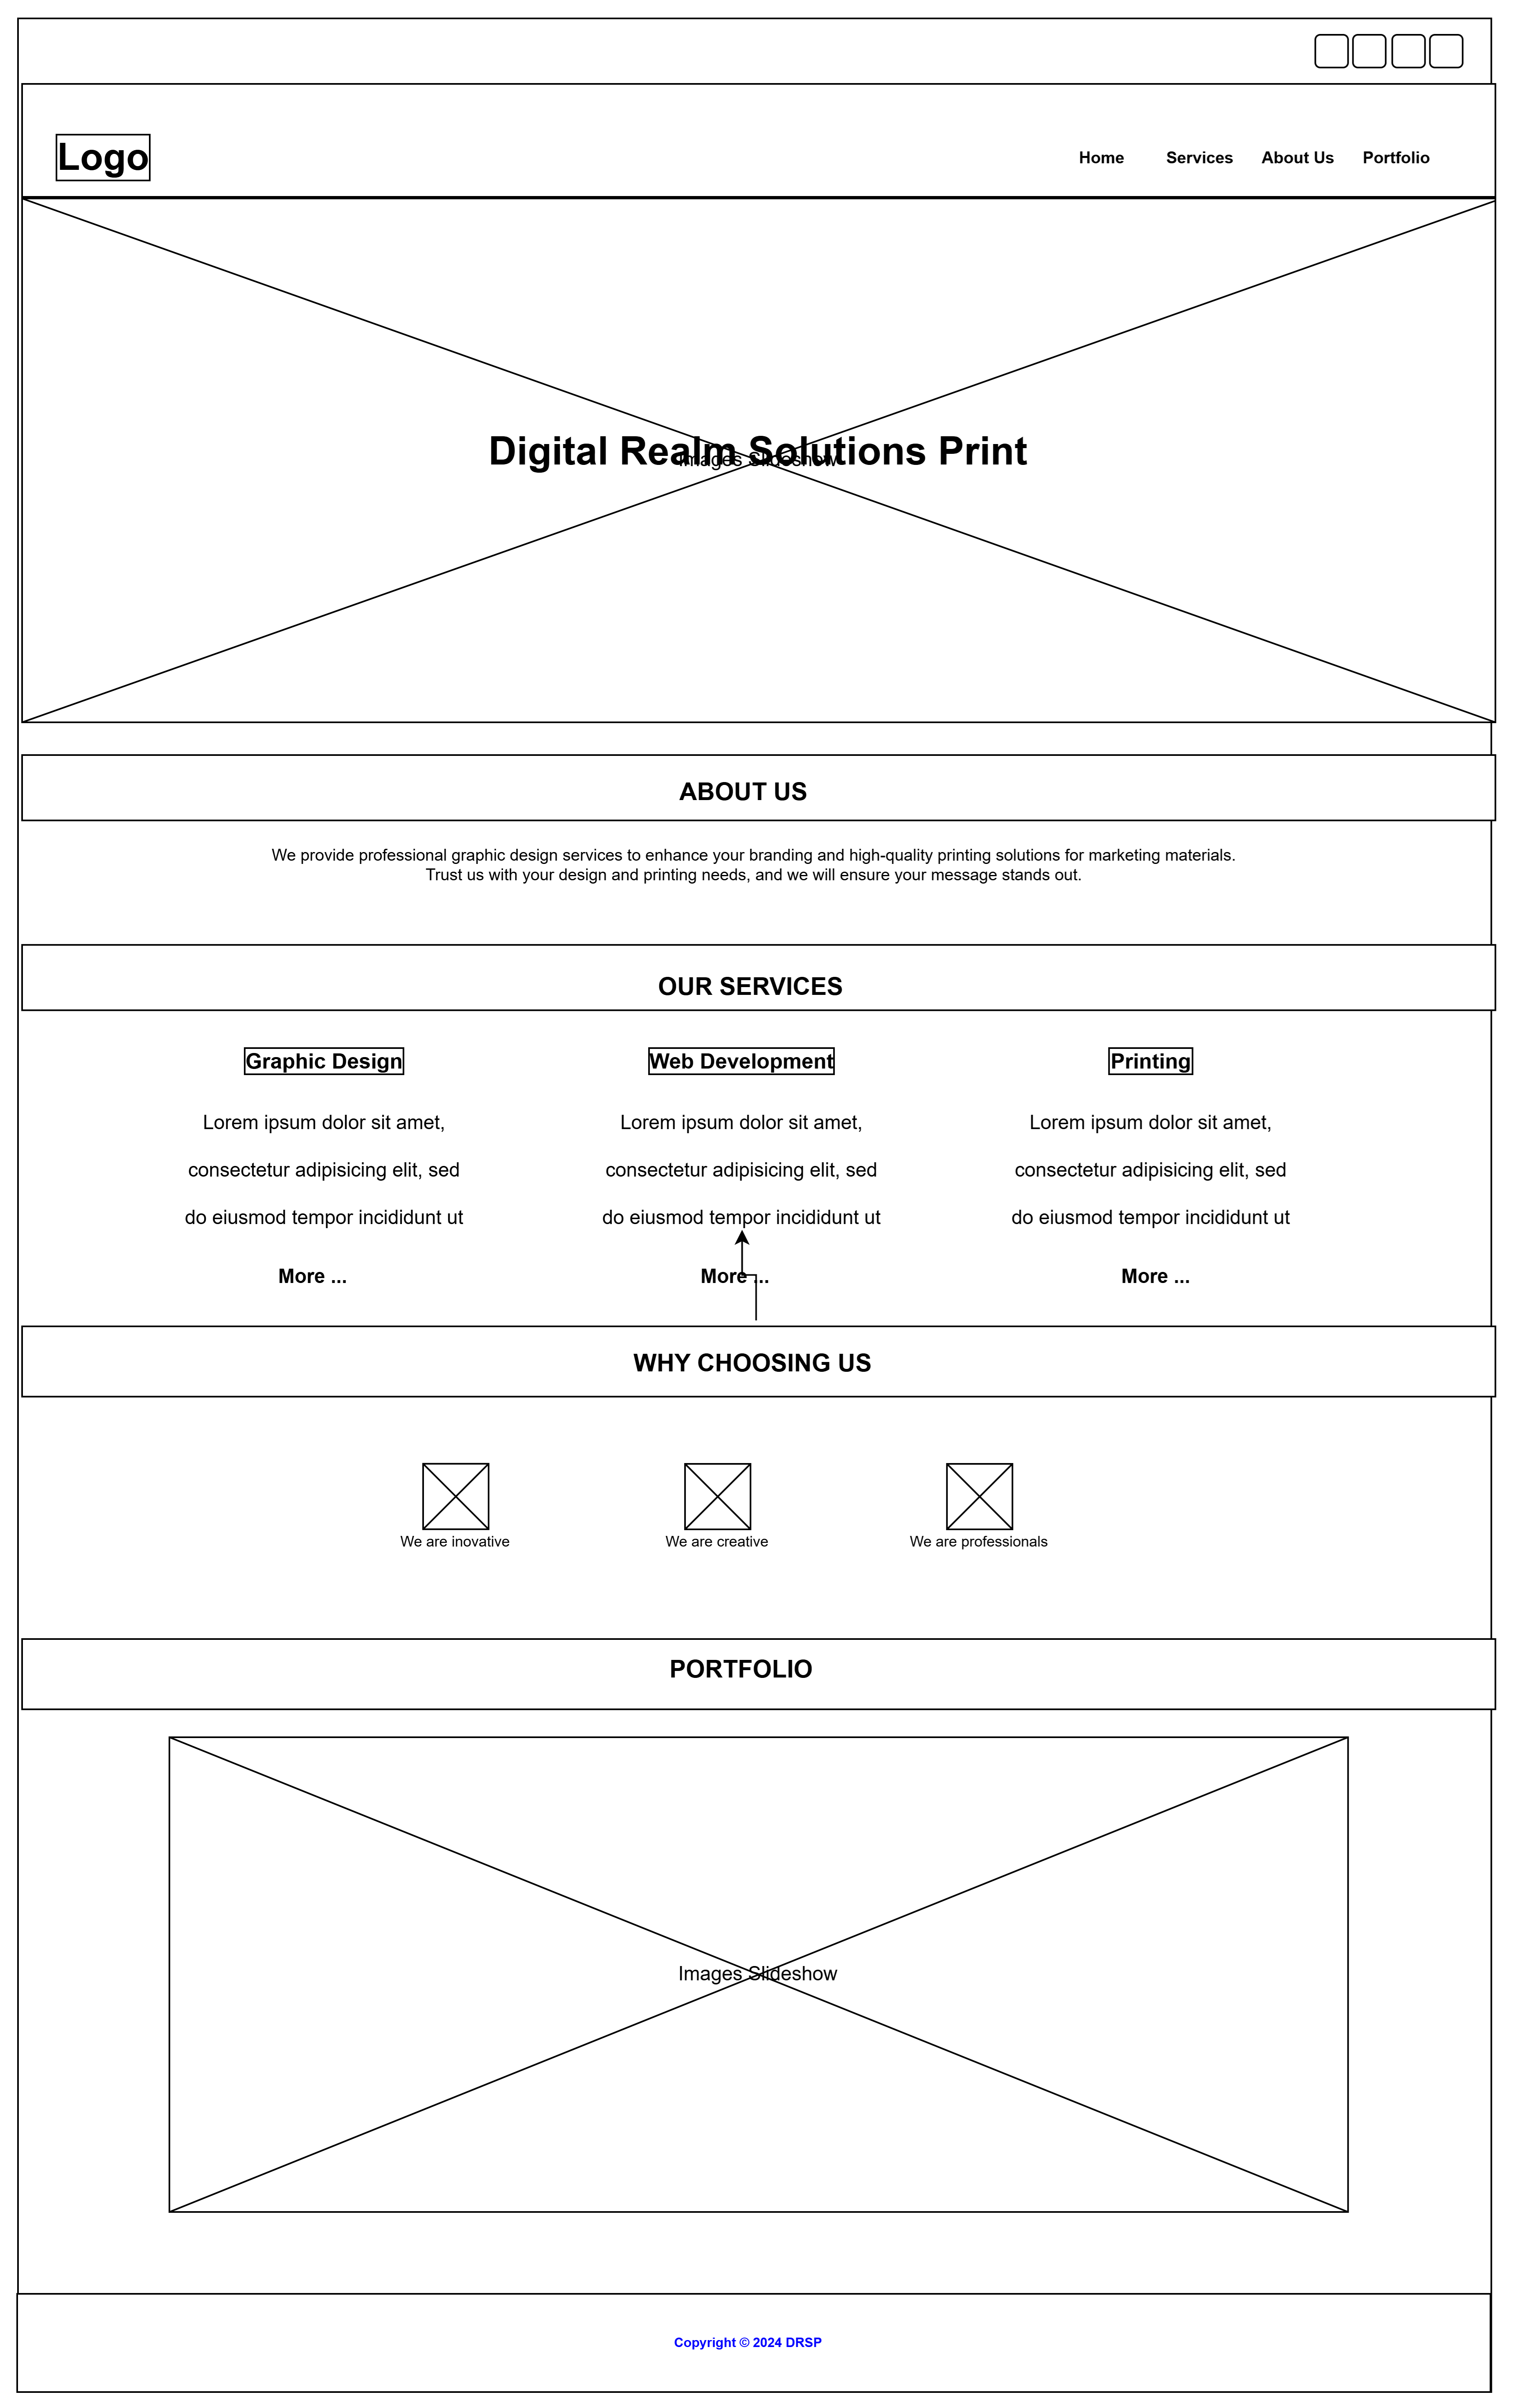 Logo
Home Services About Us Portfolio
Digital Realm Solutions Print
Images Slideshow
ABOUT US
We provide professional graphic design services to enhance your branding and high-quality printing solutions for marketing materials.
Trust us with your design and printing needs, and we will ensure your message stands out.
OUR SERVICES
Graphic Design
Lorem ipsum dolor sit amet,
consectetur adipisicing elit, sed
do eiusmod tempor incididunt ut
More ...
Web Development
Lorem ipsum dolor sit amet,
consectetur adipisicing elit, sed
do eiusmod tempor incididunt ut
More ...
Printing
Lorem ipsum dolor sit amet,
consectetur adipisicing elit, sed
do eiusmod tempor incididunt ut
More ...
WHY CHOOSING US
We are inovative
We are creative
We are professionals
PORTFOLIO
Images Slideshow
Copyright © 2024 DRSP